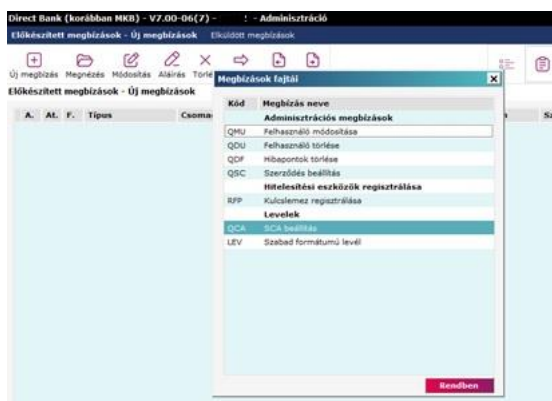 Direct Bank (korábban MKB) - V7.00-06(7) - - Adminisztráció
Előkészített megbízások - Új megbízások Elküldött megbízások
Új megbízás Megnézés Módosítás Aláírás Törlé
Előkészített megbízások - Új megbízások
A. At. F. Típus Csoma
Megbízások fajtái X
Kód Megbízás neve
Adminisztrációs megbízások
QMU Felhasználó módosítása
QDU Felhasználó törlése
QDF Hibapontok törlése
QSC Szerződés beállítás
Hitelesítési eszközök regisztrálása
RFP Kulcslemez regisztrálása
Levelek
QCA SCA beállítás
LEV Szabad formátumú levél
Rendben